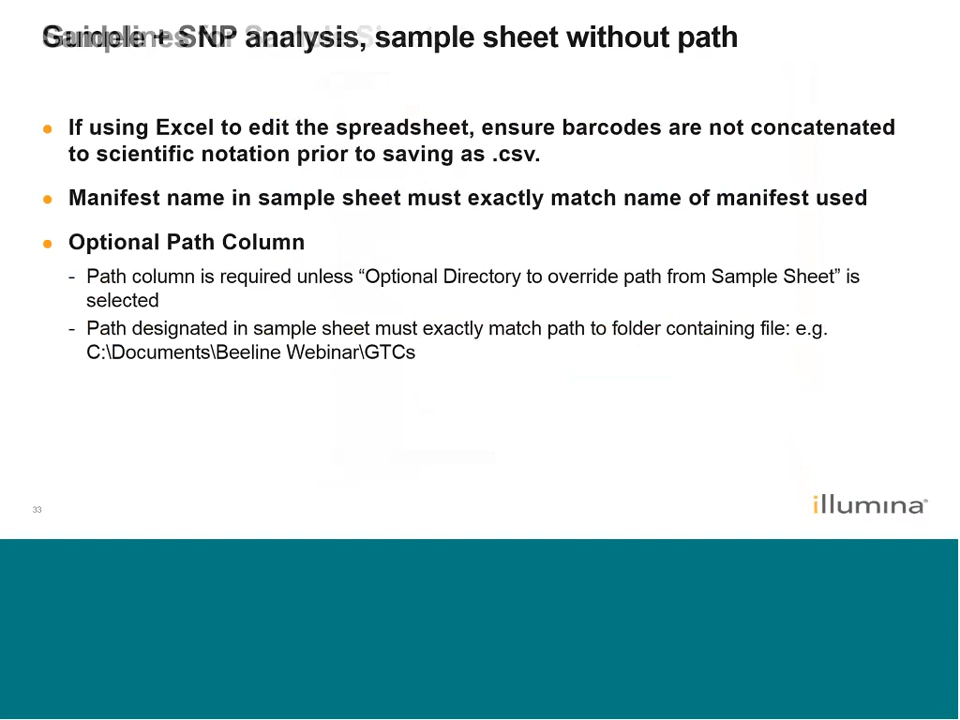 Sample + SNP analysis, sample sheet without path
If using Excel to edit the spreadsheet, ensure barcodes are not concatenated
to scientific notation prior to saving as .csv.
Manifest name in sample sheet must exactly match name of manifest used
Optional Path Column
- Path column is required unless “Optional Directory to override path from Sample Sheet” is
selected
- Path designated in sample sheet must exactly match path to folder containing file: e.g.
C:\Documents\Beeline Webinar\GTCs
33
illumina®